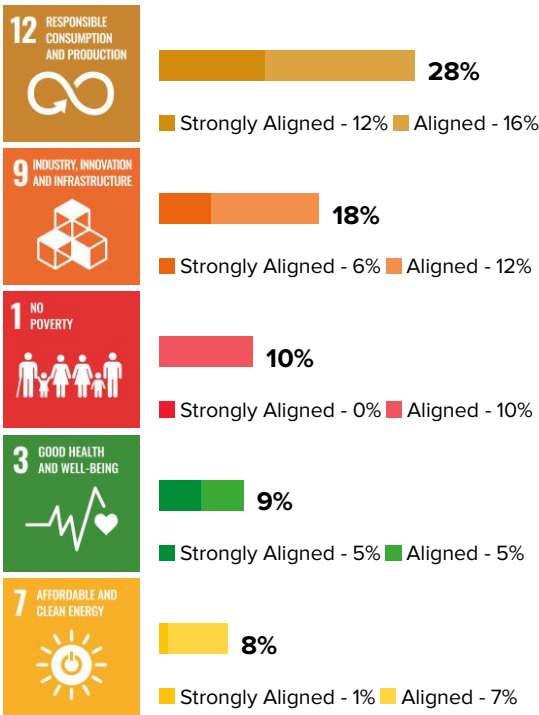 12 RESPONSIBLE
CONSUMPTION
AND PRODUCTION
28%
Strongly Aligned - 12% Aligned - 16%
9 INDUSTRY, INNOVATION
AND INFRASTRUCTURE
18%
Strongly Aligned - 6% Aligned - 12%
1 NO
POVERTY
10%
Strongly Aligned - 0% Aligned - 10%
3 GOOD HEALTH
AND WELL-BEING
9%
Strongly Aligned - 5% Aligned - 5%
7 AFFORDABLE AND
CLEAN ENERGY
8%
Strongly Aligned - 1% Aligned - 7%